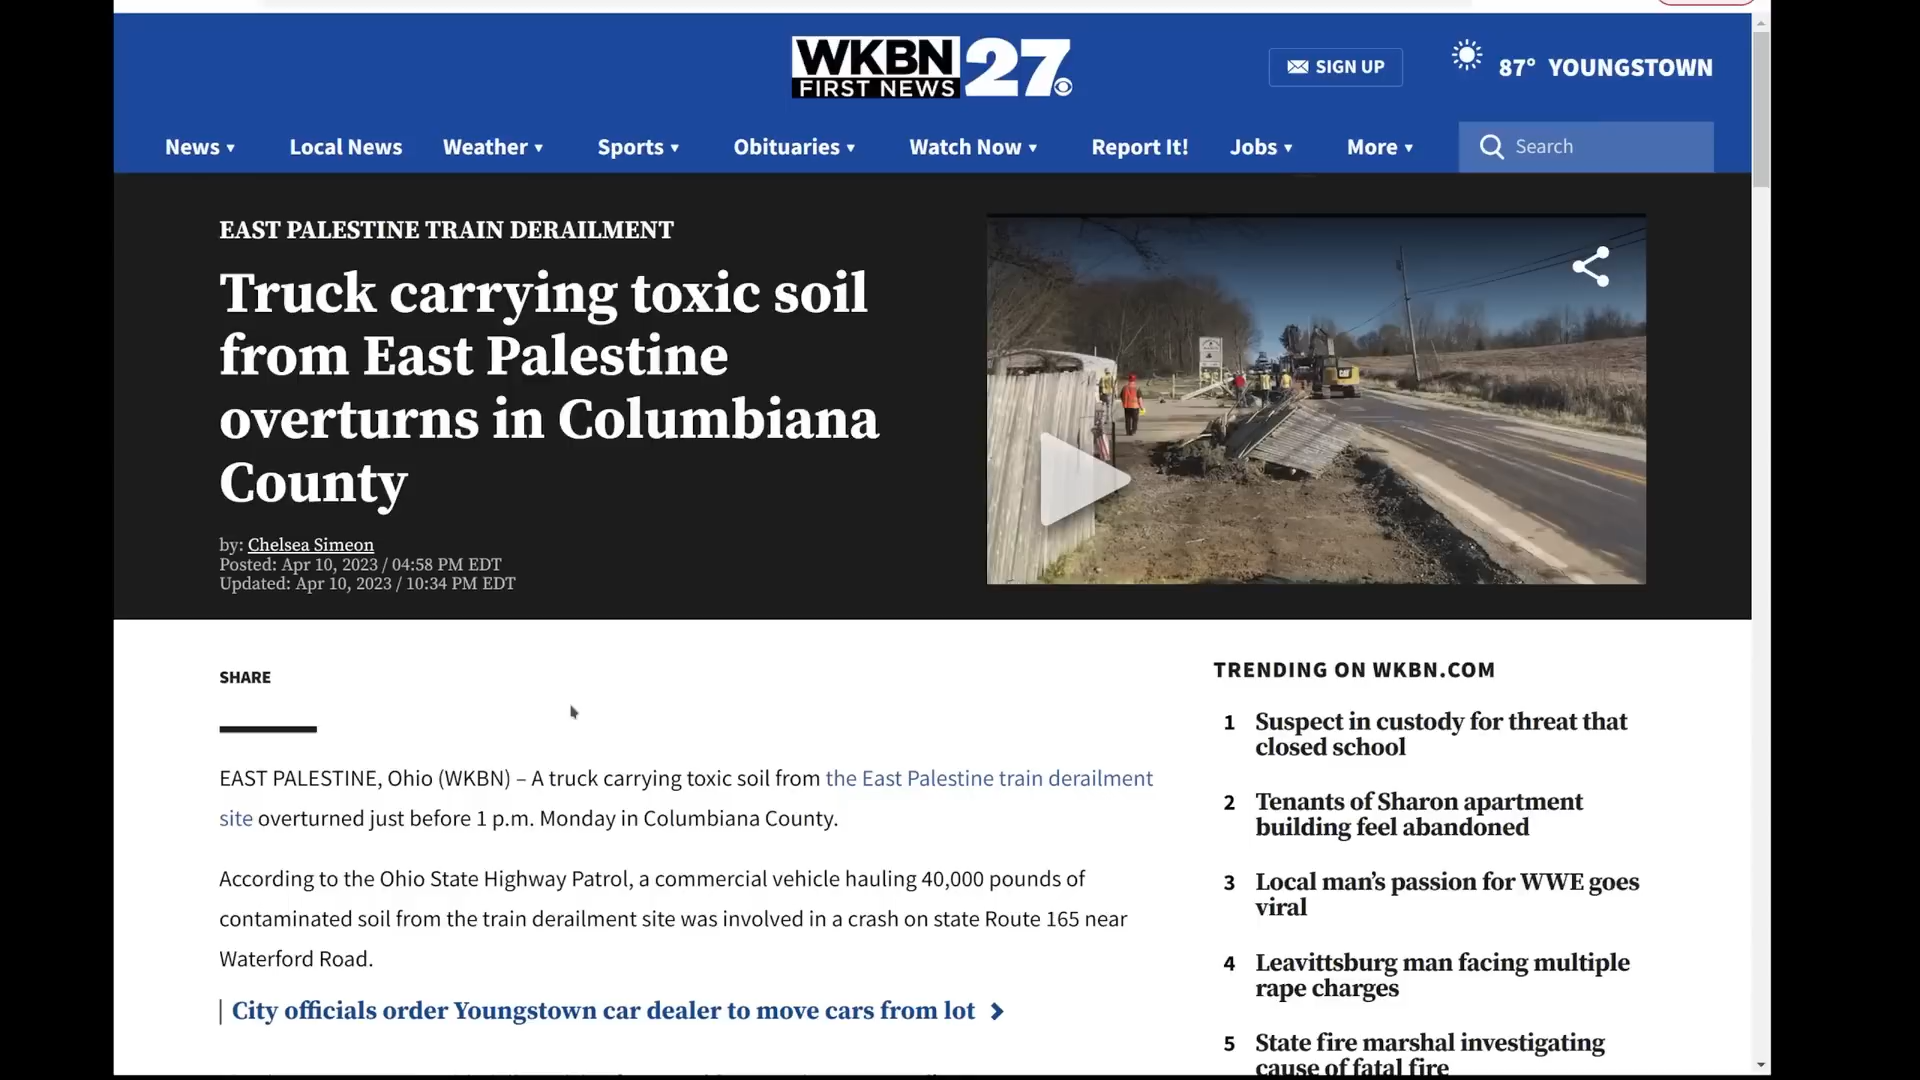 WKBN
FIRST NEWS
27
SIGN UP
87° YOUNGSTOWN
News
Local News
Weather
Sports
Obituaries
Watch Now
Report It!
Jobs
More
Search
EAST PALESTINE TRAIN DERAILMENT
Truck carrying toxic soil
from East Palestine
overturns in Columbiana
County
by: Chelsea Simeon
Posted: Apr 10, 2023 / 04:58 PM EDT
Updated: Apr 10, 2023 / 10:34 PM EDT
CAT
SHARE
EAST PALESTINE, Ohio (WKBN) – A truck carrying toxic soil from the East Palestine train derailment
site overturned just before 1 p.m. Monday in Columbiana County.
According to the Ohio State Highway Patrol, a commercial vehicle hauling 40,000 pounds of
contaminated soil from the train derailment site was involved in a crash on state Route 165 near
Waterford Road.
City officials order Youngstown car dealer to move cars from lot
TRENDING ON WKBN.COM
1 Suspect in custody for threat that
closed school
2 Tenants of Sharon apartment
building feel abandoned
3 Local man’s passion for WWE goes
viral
4 Leavittsburg man facing multiple
rape charges
5 State fire marshal investigating
cause of fatal fire